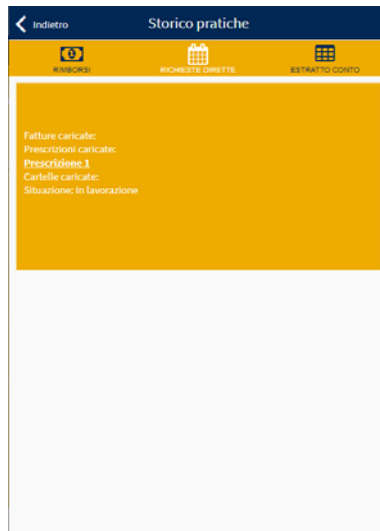 Indietro
Storico pratiche
RIMBORSI
RICHIESTE DIRETTE
ESTRATTO CONTO
Fatture caricate:
Prescrizioni caricate:
Prescrizione 1
Cartelle caricate:
Situazione: In lavorazione